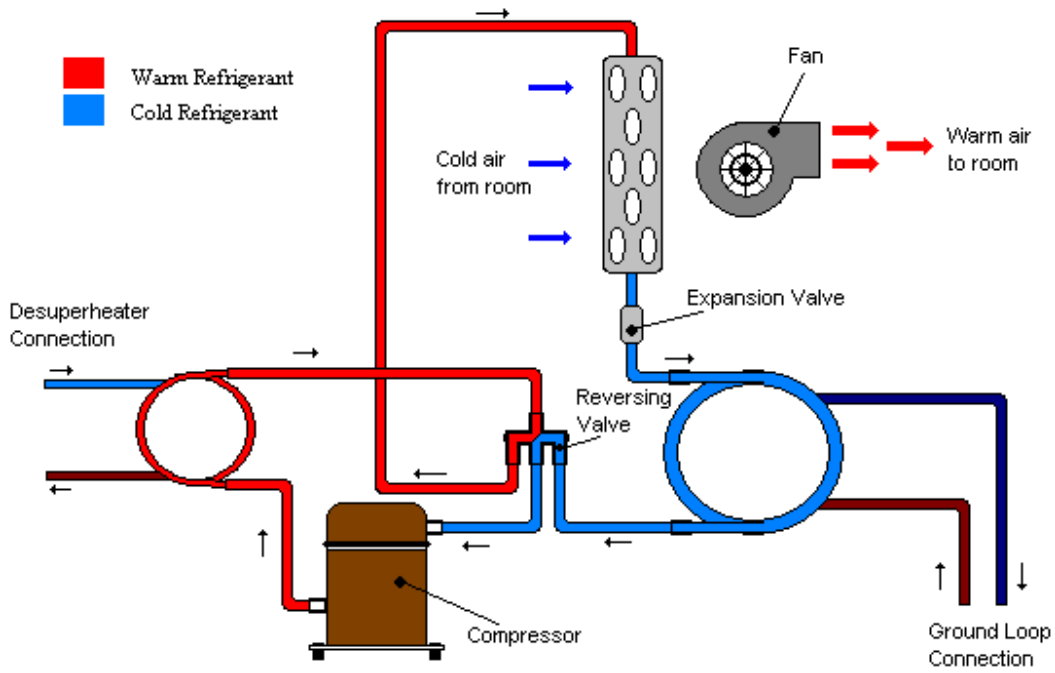 Warm Refrigerant
Cold Refrigerant
Fan
Cold air
from room
Warm air
to room
Desuperheater
Connection
Expansion Valve
Reversing
Valve
Compressor
Ground Loop
Connection